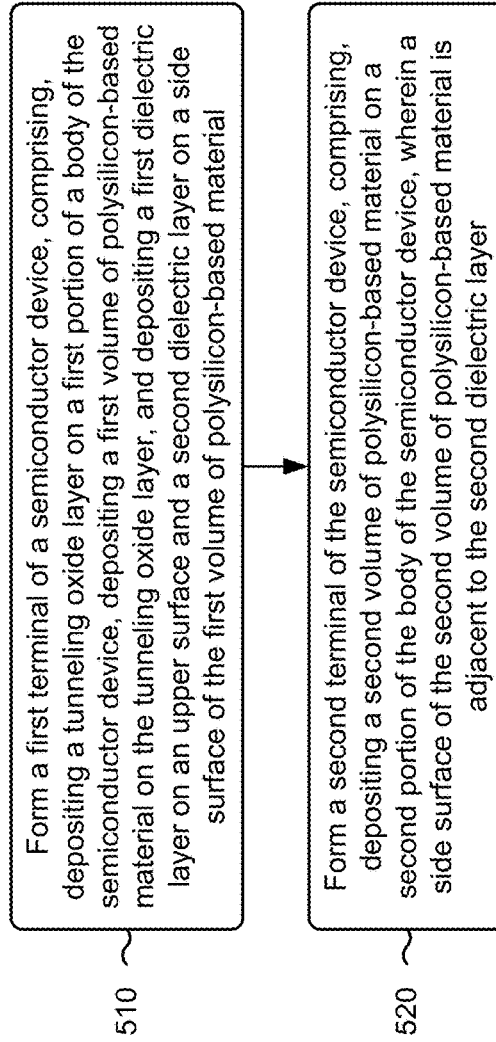 510
Form a first terminal of a semiconductor device, comprising,
depositing a tunneling oxide layer on a first portion of a body of the
semiconductor device, depositing a first volume of polysilicon-based
material on the tunneling oxide layer, and depositing a first dielectric
layer on an upper surface and a second dielectric layer on a side
surface of the first volume of polysilicon-based material
520
Form a second terminal of the semiconductor device, comprising,
depositing a second volume of polysilicon-based material on a
second portion of the body of the semiconductor device, wherein a
side surface of the second volume of polysilicon-based material is
adjacent to the second dielectric layer